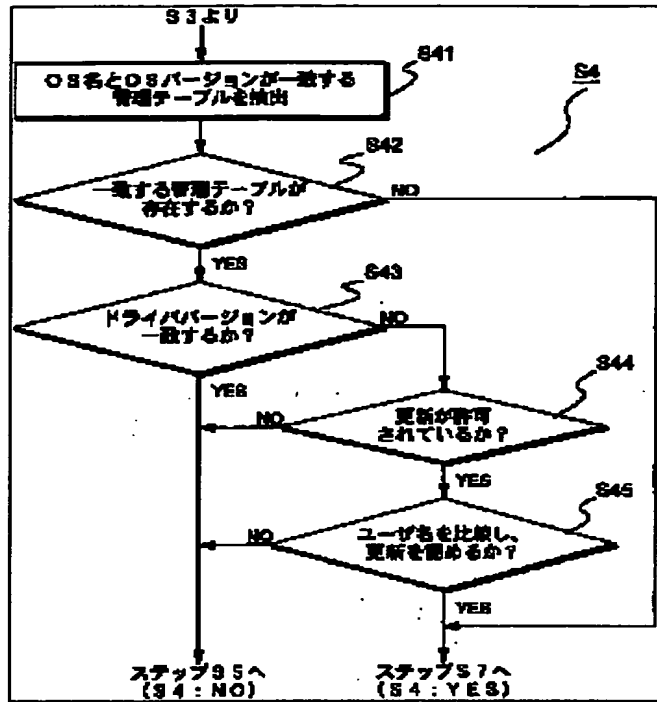 S3より
S41
OS名とOSバージョンが一致する
管理テーブルを抽出
S4
S42
一致する管理テーブルが
存在するか?
NO
YES
S43
ドライババージョンが
一致するか?
NO
YES
S44
更新が許可
されているか?
NO
YES
S45
ユーザ名を比較し、
更新を認めるか?
NO
YES
ステップS5へ
(S4:NO)
ステップS7へ
(S4:YES)